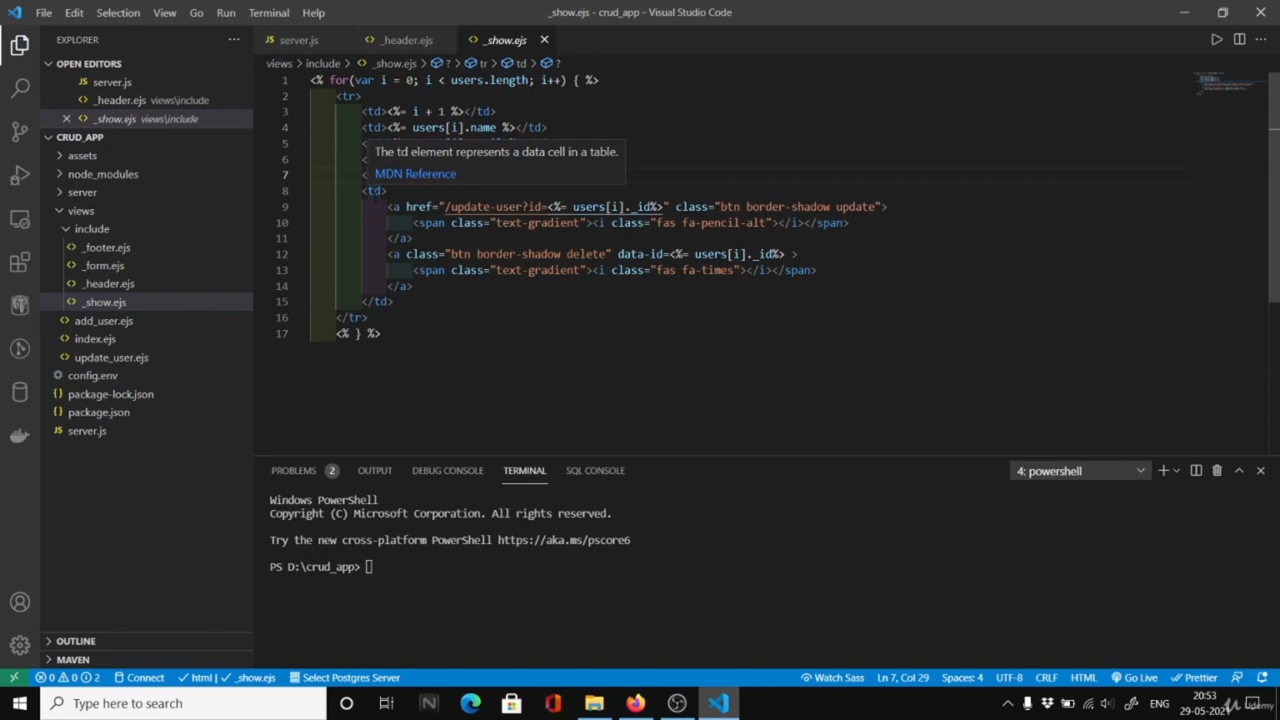 File Edit Selection View Go Run Terminal Help
_show.ejs - crud_app - Visual Studio Code
EXPLORER
OPEN EDITORS
server.js
_header.ejs views\include
_show.ejs views\include
CRUD_APP
assets
node_modules
server
views
include
_footer.ejs
_form.ejs
_header.ejs
_show.ejs
add_user.ejs
index.ejs
update_user.ejs
config.env
package-lock.json
package.json
server.js
OUTLINE
MAVEN
server.js _header.ejs _show.ejs
views > include > _show.ejs > ? > tr > td > ?
1 <% for(var i = 0; i < users.length; i++) { %>
2 <tr>
3 <td><%= i + 1 %></td>
4 <td><%= users[i].name %></td>
5
The td element represents a data cell in a table.
6
MDN Reference
7
8 <td>
9 <a href="/update-user?id=<%= users[i]._id%>" class="btn border-shadow update">
10 <span class="text-gradient"><i class="fas fa-pencil-alt"></i></span>
11 </a>
12 <a class="btn border-shadow delete" data-id=<%= users[i]._id%> >
13 <span class="text-gradient"><i class="fas fa-times"></i></span>
14 </a>
15 </td>
16 </tr>
17 <% } %>
PROBLEMS 2 OUTPUT DEBUG CONSOLE TERMINAL SQL CONSOLE
4: powershell
Windows PowerShell
Copyright (C) Microsoft Corporation. All rights reserved.
Try the new cross-platform PowerShell https://aka.ms/pscore6
PS D:\crud_app>
0 0 2 Connect html | _show.ejs Select Postgres Server
Watch Sass Ln 7, Col 29 Spaces: 4 UTF-8 CRLF HTML Go Live Prettier
Type here to search
ENG
20:53
29-05-2021
Udemy